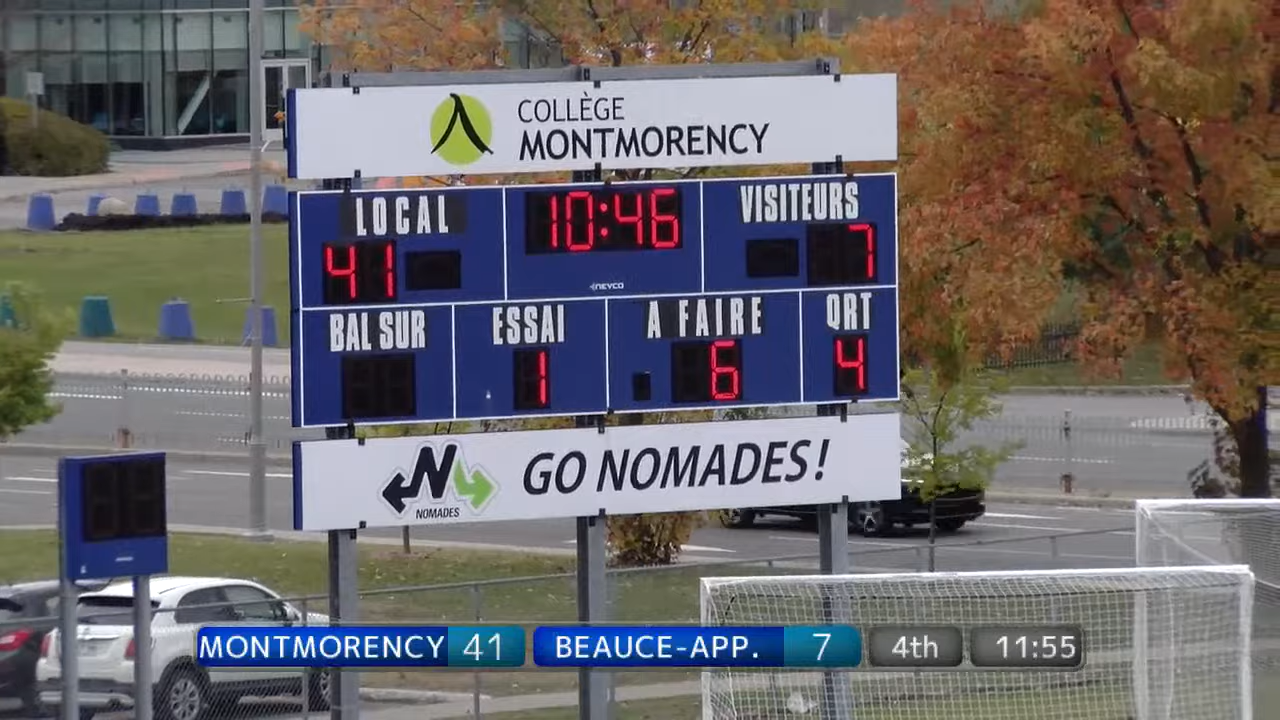 COLLÈGE
MONTMORENCY
LOCAL
10:46
VISITEURS
41
7
NEVCO
BAL SUR
ESSAI
À FAIRE
QRT
1
6
4
NOMADES
GO NOMADES!
MONTMORENCY 41 BEAUCE-APP. 7 4th 11:55